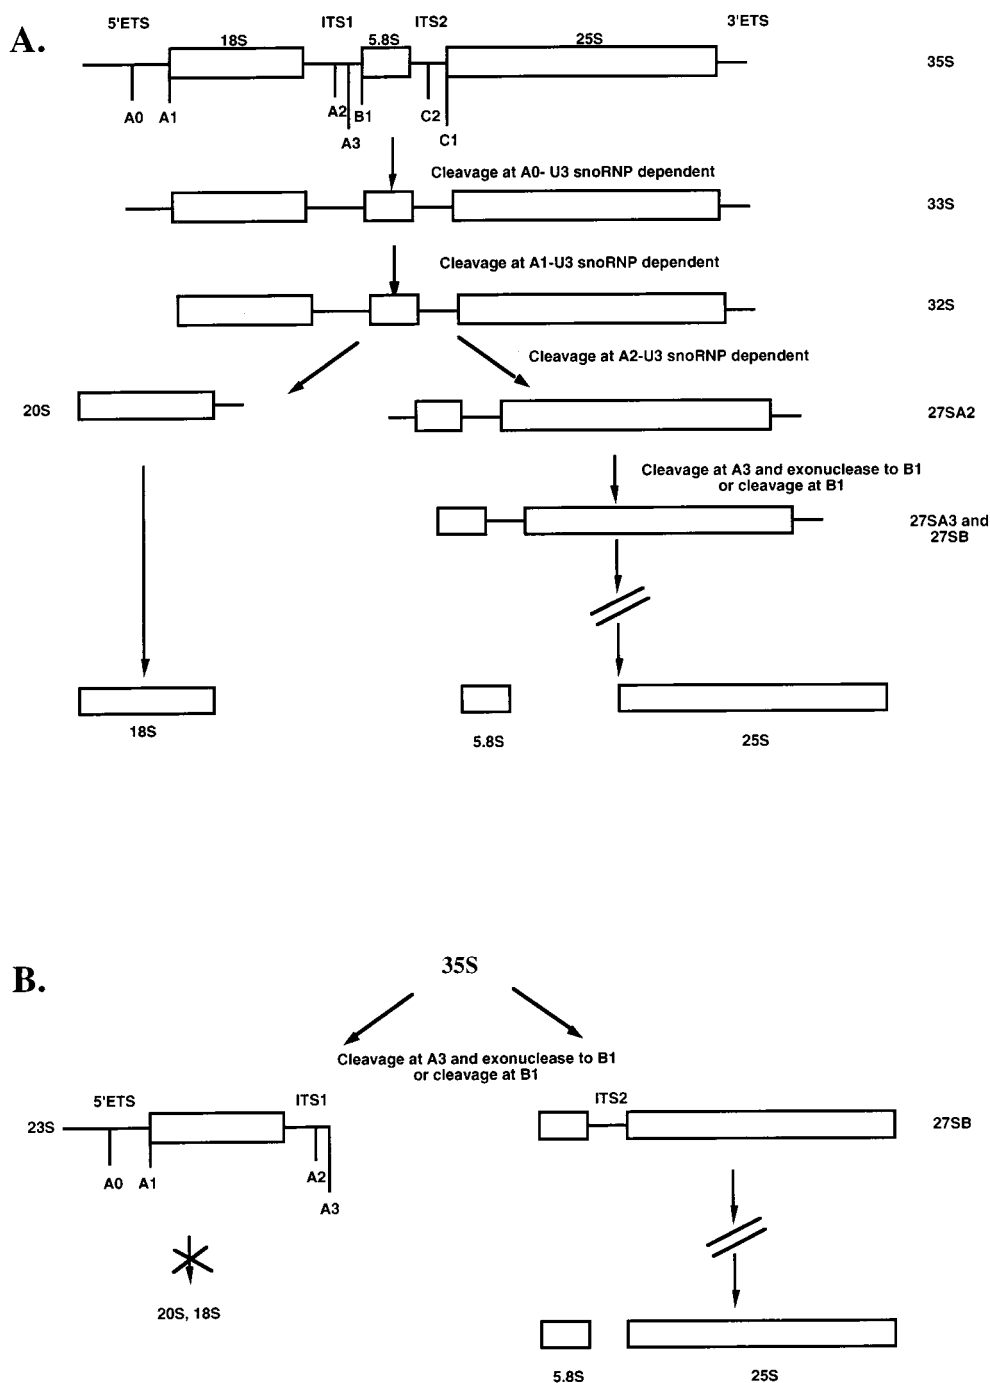 A.
5'ETS
ITS1
ITS2
3'ETS
18S
5.8S
25S
35S
A0
A1
A2
A3
B1
C2
C1
Cleavage at A0- U3 snoRNP dependent
33S
Cleavage at A1-U3 snoRNP dependent
32S
Cleavage at A2-U3 snoRNP dependent
20S
27SA2
Cleavage at A3 and exonuclease to B1
or cleavage at B1
27SA3 and
27SB
18S
5.8S
25S
B.
35S
Cleavage at A3 and exonuclease to B1
or cleavage at B1
5'ETS
ITS1
ITS2
23S
27SB
A0
A1
A2
A3
20S, 18S
5.8S
25S